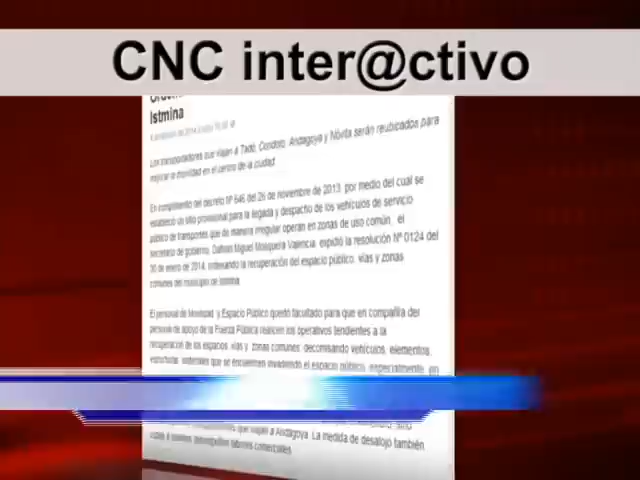 CNC inter@ctivo
Istmina
Los transportadores que viajan a Tadó, Condoto, Andagoya y Nóvita serán reubicados para
mejorar la movilidad en el centro de la ciudad
En cumplimiento del decreto Nº 646 del 26 de noviembre de 2013, por medio del cual se
estableció un sitio provisional para la llegada y despacho de los vehículos de servicio
público de transportes que de manera irregular operan en zonas de uso común, el
secretario de gobierno, Miguel Mosquera Valencia, expidió la resolución Nº 0124 del
30 de enero de 2014, ordenando la recuperación del espacio público, vías y zonas
comunes del municipio de Istmina
El personal de Movilidad y Espacio Público quedó facultado para que en compañía del
personal de apoyo de la Fuerza Pública realicen los operativos tendientes a la
recuperación de los espacios, vías y zonas comunes, decomisando vehículos, elementos,
estructuras, materiales que se encuentren invadiendo el espacio público, especialmente, en
que viajan a Andagoya. La medida de desalojo también
labores comerciales